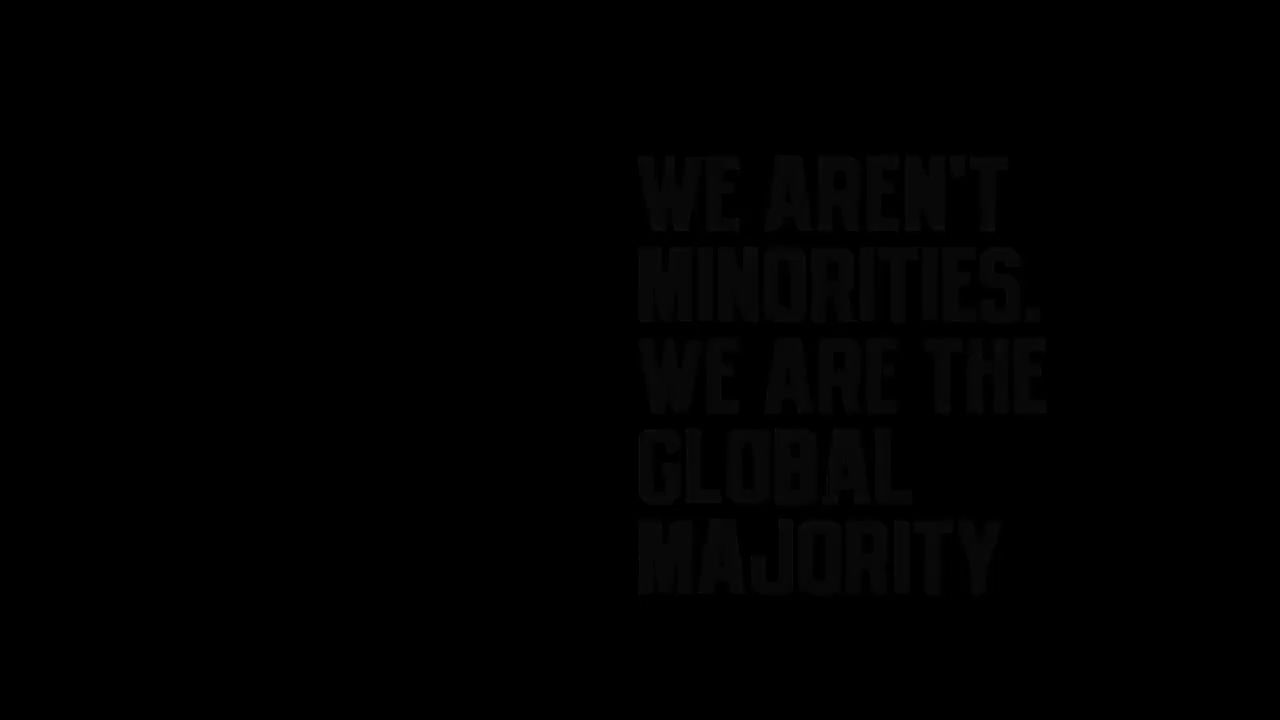 WE AREN'T
MINORITIES.
WE ARE THE
GLOBAL
MAJORITY